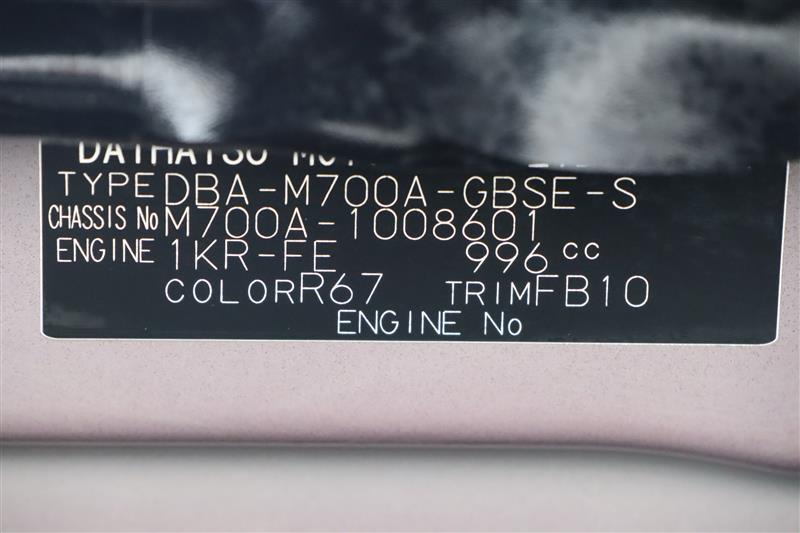 DAIHATSU
TYPE DBA-M700A-GBSE-S
CHASSIS No M700A-1008601
ENGINE 1KR-FE 996 cc
COLOR R67 TRIM FB10
ENGINE No